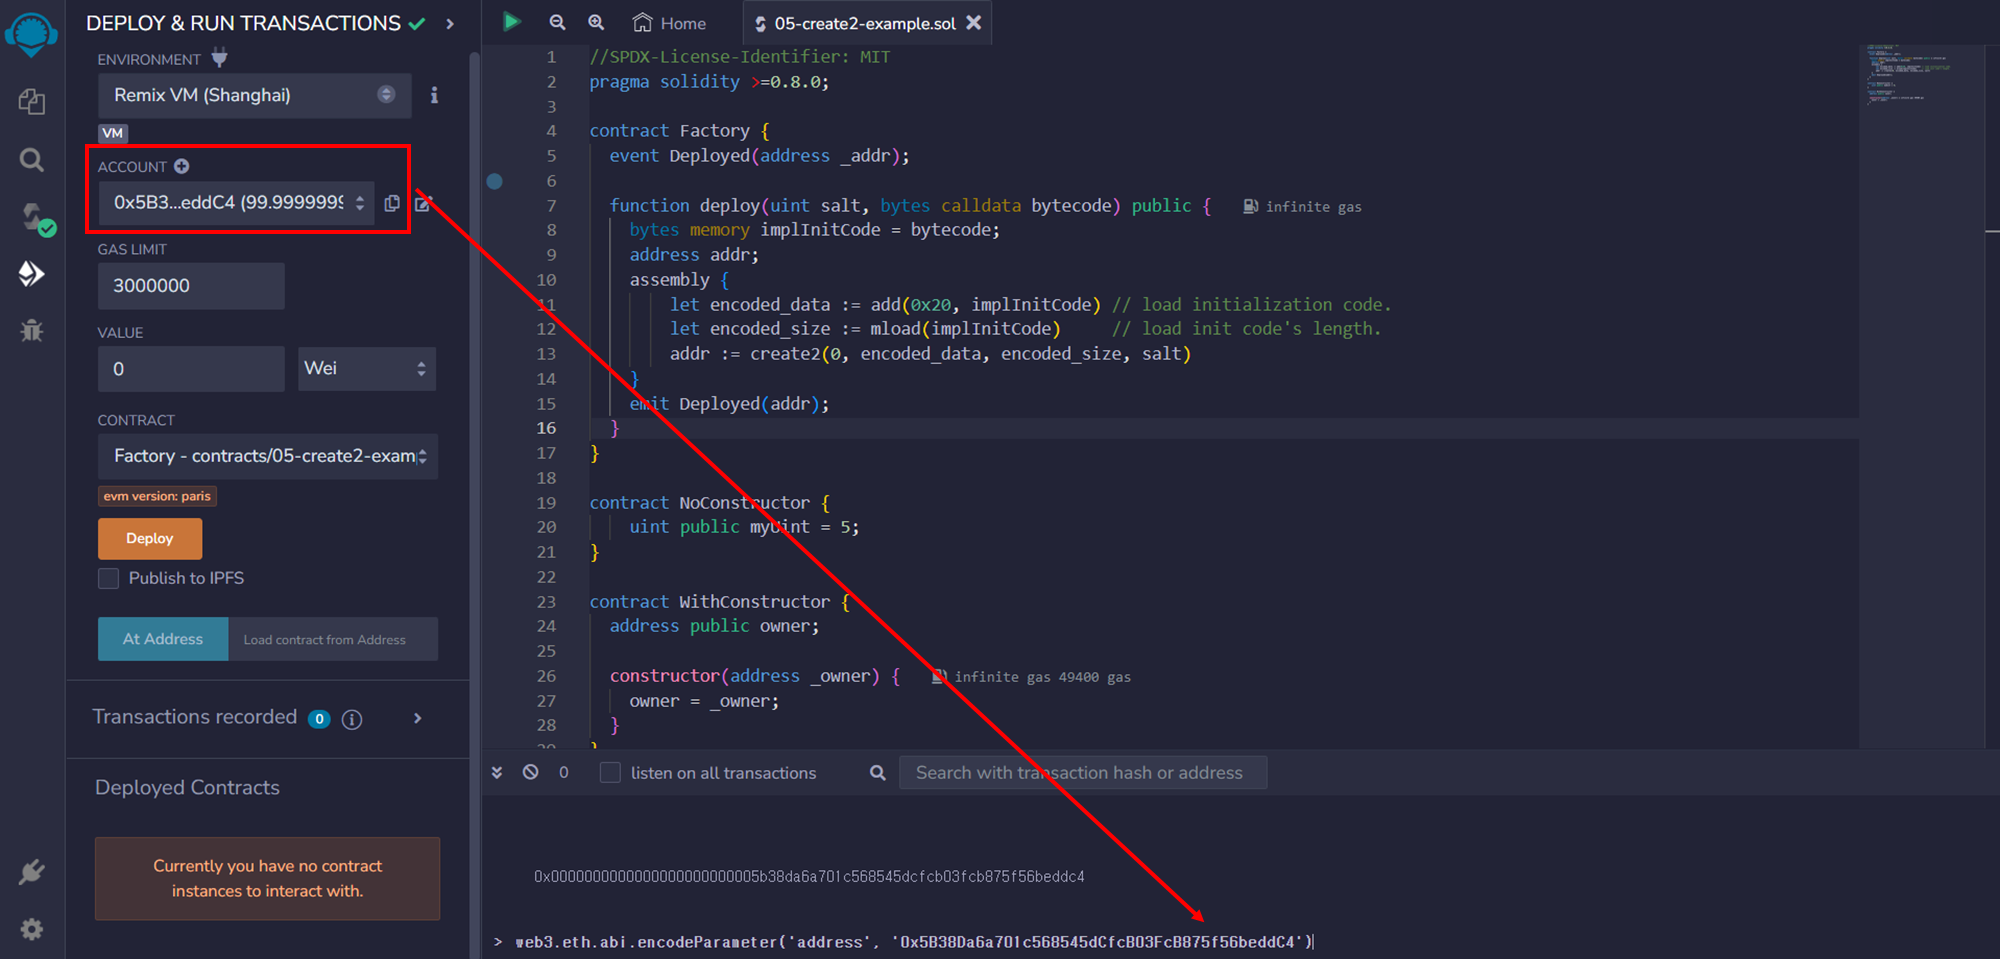 DEPLOY & RUN TRANSACTIONS
ENVIRONMENT
Remix VM (Shanghai)
VM
ACCOUNT
0x5B3...eddC4 (99.9999999
GAS LIMIT
3000000
VALUE
0
Wei
CONTRACT
Factory - contracts/05-create2-exam
evm version: paris
Deploy
Publish to IPFS
At Address
Load contract from Address
Transactions recorded 0
Deployed Contracts
Currently you have no contract
instances to interact with.
Home
05-create2-example.sol
1 //SPDX-License-Identifier: MIT
2 pragma solidity >=0.8.0;
3
4 contract Factory {
5 event Deployed(address _addr);
6
7 function deploy(uint salt, bytes calldata bytecode) public { infinite gas
8 bytes memory implInitCode = bytecode;
9 address addr;
10 assembly {
11 let encoded_data := add(0x20, implInitCode) // load initialization code.
12 let encoded_size := mload(implInitCode) // load init code's length.
13 addr := create2(0, encoded_data, encoded_size, salt)
14 }
15 emit Deployed(addr);
16 }
17 }
18
19 contract NoConstructor {
20 uint public myUint = 5;
21 }
22
23 contract WithConstructor {
24 address public owner;
25
26 constructor(address _owner) { infinite gas 49400 gas
27 owner = _owner;
28 }
29 }
0
listen on all transactions
Search with transaction hash or address
0x0000000000000000000000005b38da6a701c568545dcfcb03fcb875f56beddc4
> web3.eth.abi.encodeParameter('address', '0x5B38Da6a701c568545dCfcB03FcB875f56beddC4')